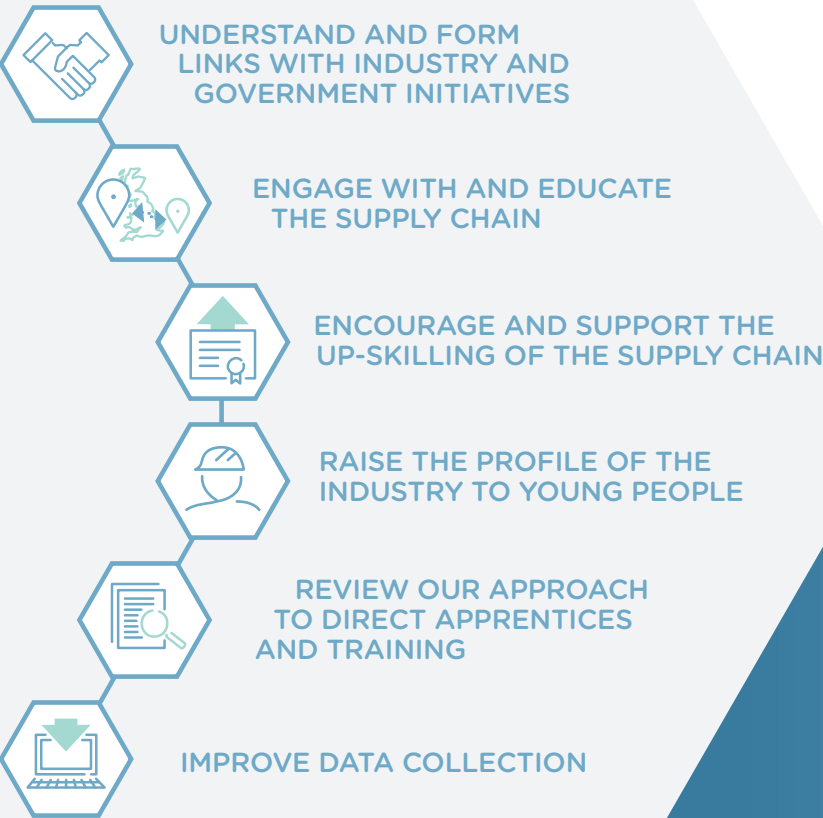 UNDERSTAND AND FORM
LINKS WITH INDUSTRY AND
GOVERNMENT INITIATIVES
ENGAGE WITH AND EDUCATE
THE SUPPLY CHAIN
ENCOURAGE AND SUPPORT THE
UP-SKILLING OF THE SUPPLY CHAIN
RAISE THE PROFILE OF THE
INDUSTRY TO YOUNG PEOPLE
REVIEW OUR APPROACH
TO DIRECT APPRENTICES
AND TRAINING
IMPROVE DATA COLLECTION